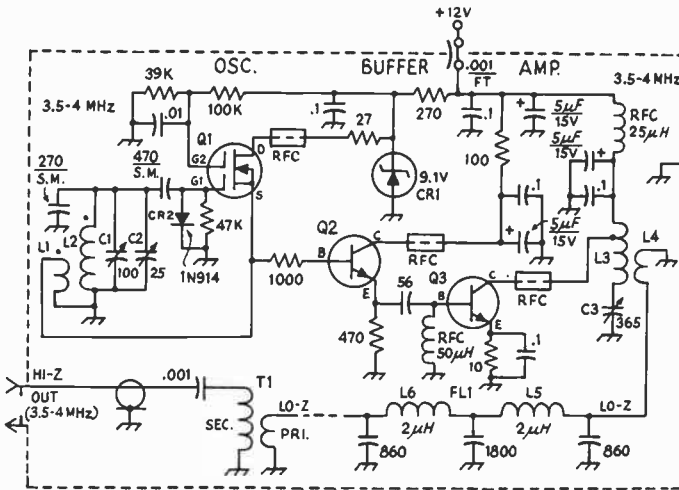 +12V
OSC.
BUFFER
AMP.
.001
FT
3.5-4 MHz
3.5-4 MHz
39K
.01
100K
.1
270
.1
+
5µF
15V
RFC
25µH
Q1
G2
D
RFC
27
9.1V
CR1
100
5µF
15V
+
.1
270
S.M.
470
S.M.
G1
S
CR2
47K
1N914
.1
+
5µF
15V
L1
L2
C1
100
C2
25
Q2
C
B
E
RFC
1000
Q3
C
B
E
RFC
L3
L4
C3
365
56
470
RFC
50µH
10
.1
HI-Z
OUT
(3.5-4MHz)
.001
T1
SEC.
PRI.
LO-Z
L6
2µH
FL1
L5
2µH
LO-Z
860
1800
860